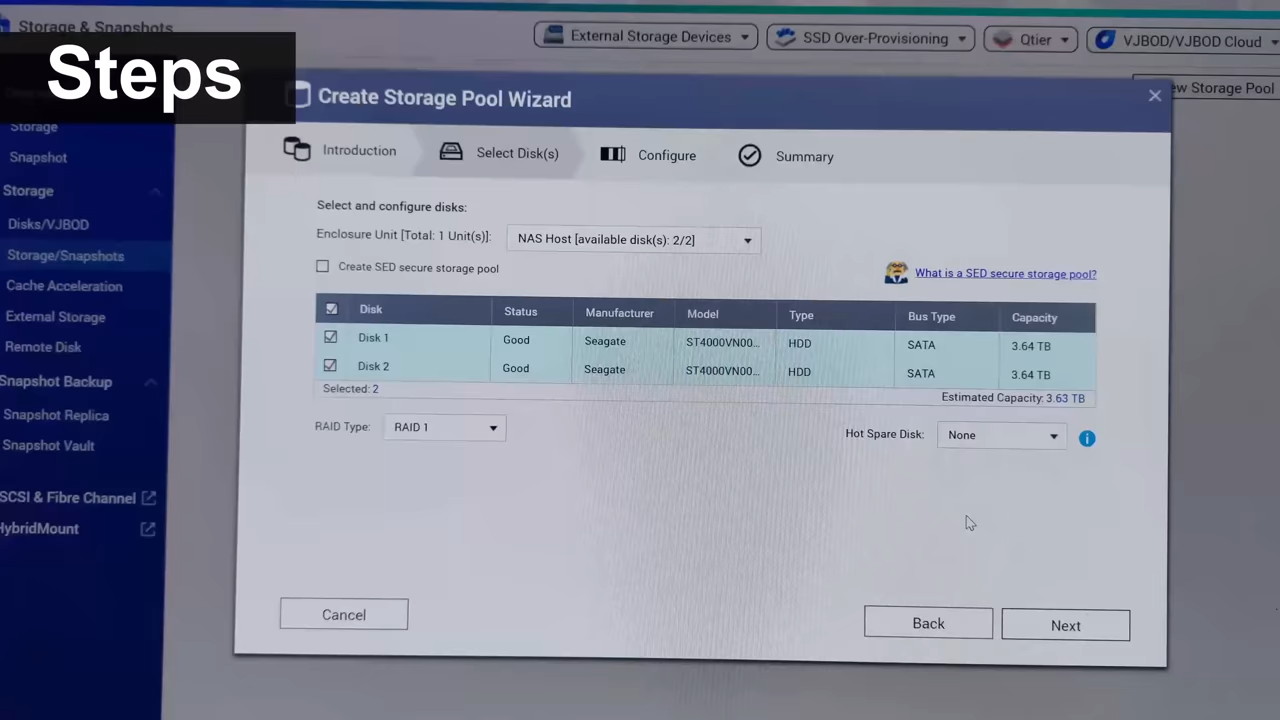 Storage & Snapshots
Steps
External Storage Devices
SSD Over-Provisioning
Qtier
VJBOD/VJBOD Cloud
Storage Pool
Create Storage Pool Wizard
Storage
Snapshot
Storage
Disks/VJBOD
Storage/Snapshots
Cache Acceleration
External Storage
Remote Disk
Snapshot Backup
Snapshot Replica
Snapshot Vault
SCSI & Fibre Channel
HybridMount
Introduction
Select Disk(s)
Configure
Summary
Select and configure disks:
Enclosure Unit [Total: 1 Unit(s)]: NAS Host [available disk(s): 2/2]
Create SED secure storage pool
What is a SED secure storage pool?
Disk Status Manufacturer Model Type Bus Type Capacity
Disk 1 Good Seagate ST4000VN00... HDD SATA 3.64 TB
Disk 2 Good Seagate ST4000VN00... HDD SATA 3.64 TB
Selected: 2 Estimated Capacity: 3.63 TB
RAID Type: RAID 1 Hot Spare Disk: None
Cancel Back Next